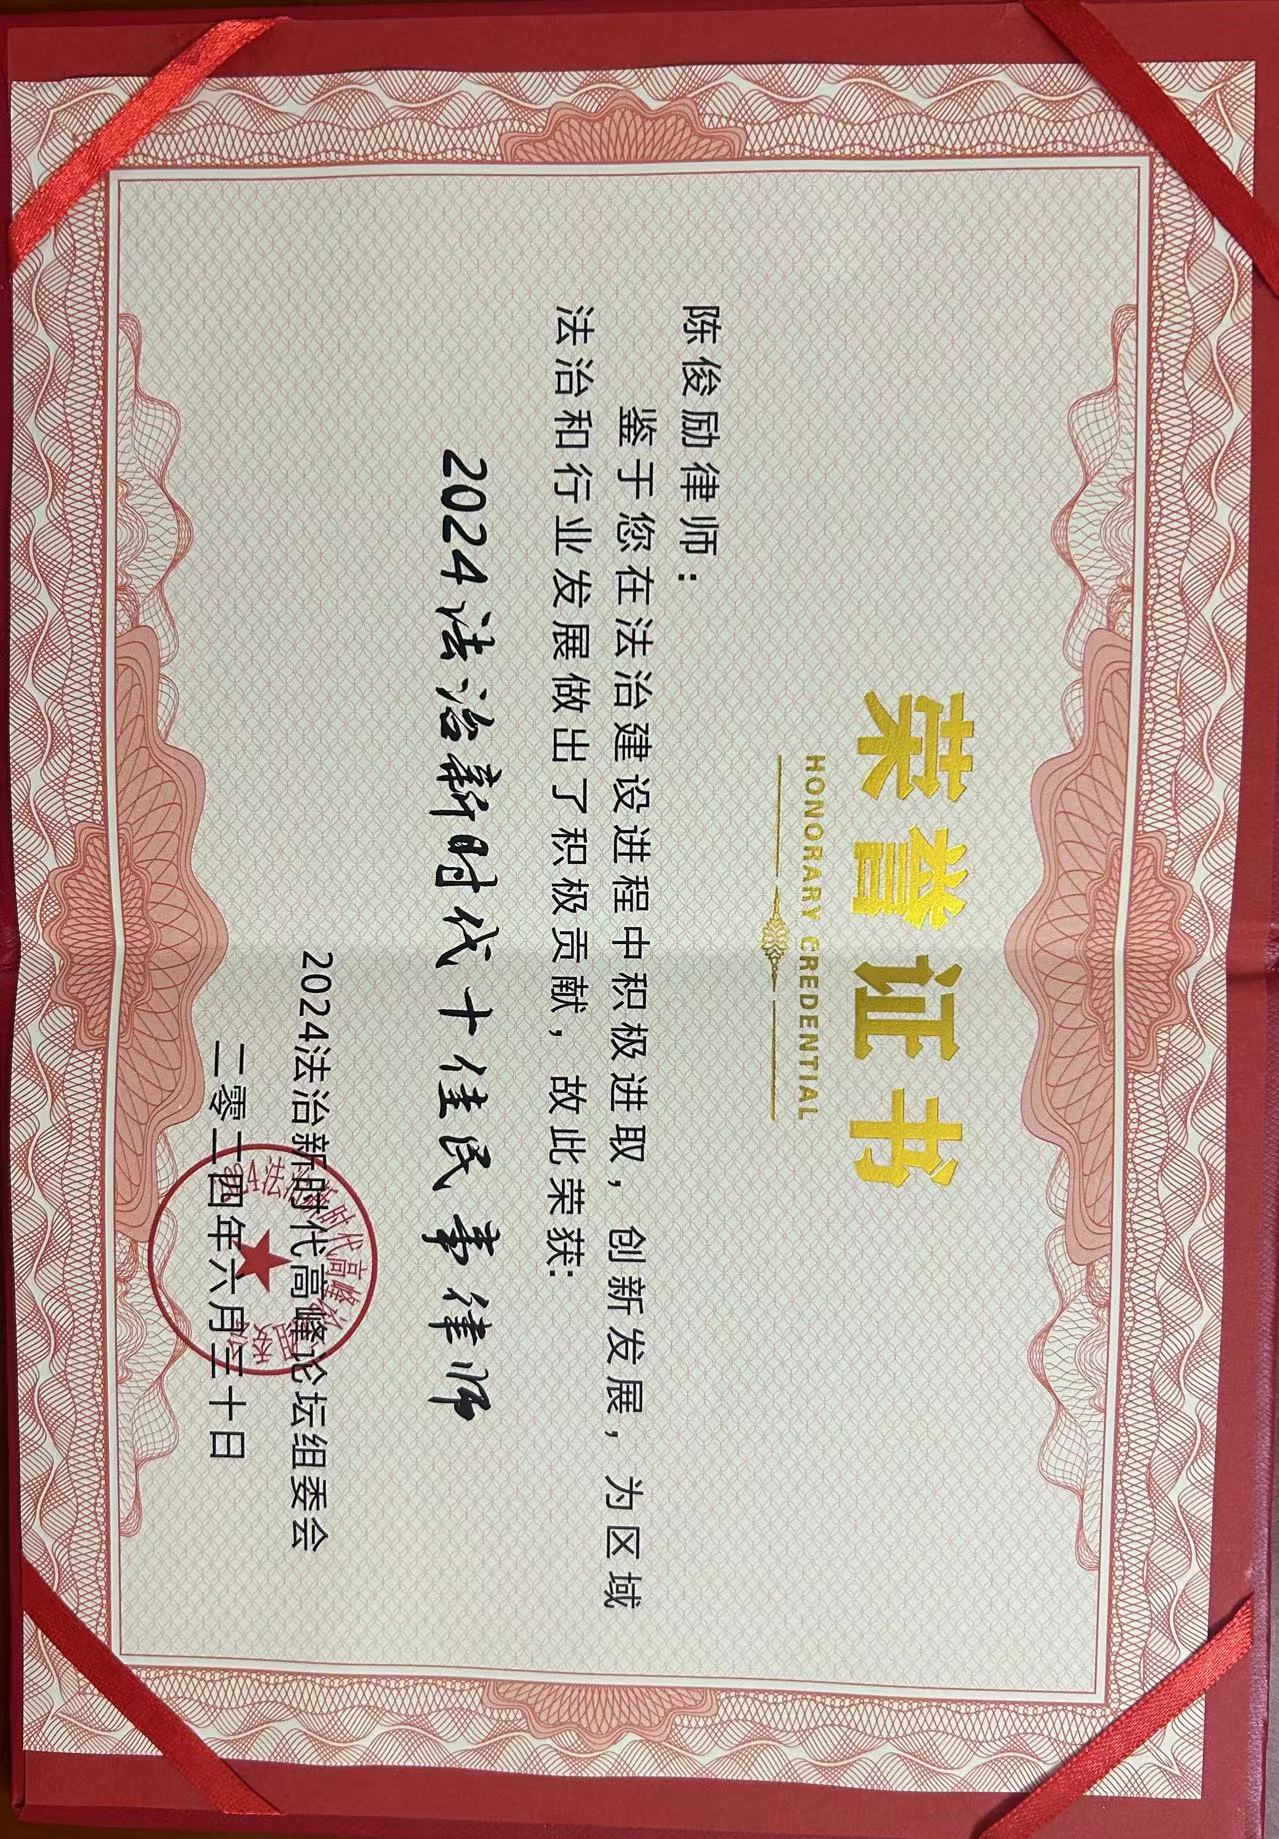 荣誉证书
HONORARY CREDENTIAL
陈俊励律师：
鉴于您在法治建设进程中积极进取，创新发展，为区域
法治和行业发展做出了积极贡献，故此荣获：
2024法治新时代十佳民事律师
2024法治新时代高峰论坛组委会
二零二四年六月三十日